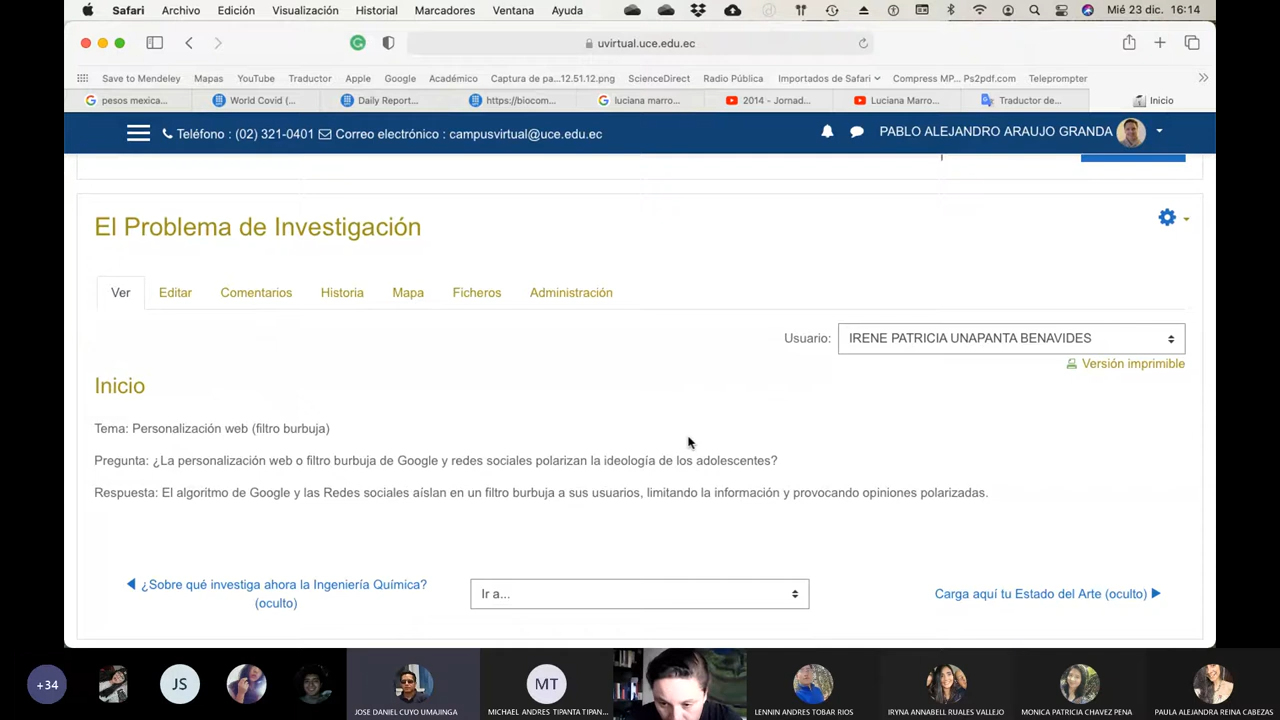 Safari Archivo Edición Visualización Historial Marcadores Ventana Ayuda Mié 23 dic. 16:14
uvirtual.uce.edu.ec
Save to Mendeley Mapas YouTube Traductor Apple Google Académico Captura de pa...12.51.12.png ScienceDirect Radio Pública Importados de Safari Compress MP... Ps2pdf.com Teleprompter
pesos mexica... World Covid (... Daily Report... https://biocom... luciana marro... 2014 - Jornad... Luciana Marro... Traductor de... Inicio
Teléfono : (02) 321-0401 Correo electrónico : campusvirtual@uce.edu.ec PABLO ALEJANDRO ARAUJO GRANDA
El Problema de Investigación
Ver Editar Comentarios Historia Mapa Ficheros Administración
Usuario: IRENE PATRICIA UNAPANTA BENAVIDES
Versión imprimible
Inicio
Tema: Personalización web (filtro burbuja)
Pregunta: ¿La personalización web o filtro burbuja de Google y redes sociales polarizan la ideología de los adolescentes?
Respuesta: El algoritmo de Google y las Redes sociales aíslan en un filtro burbuja a sus usuarios, limitando la información y provocando opiniones polarizadas.
¿Sobre qué investiga ahora la Ingeniería Química?
(oculto)
Ir a...
Carga aquí tu Estado del Arte (oculto)
+34 JS MT
JOSE DANIEL CUYO UMAJINGA MICHAEL ANDRES TIPANTA TIPAN... LENNIN ANDRES TOBAR RIOS IRYNA ANNABELL RUALES VALLEJO MONICA PATRICIA CHAVEZ PENA PAULA ALEJANDRA REINA CABEZAS